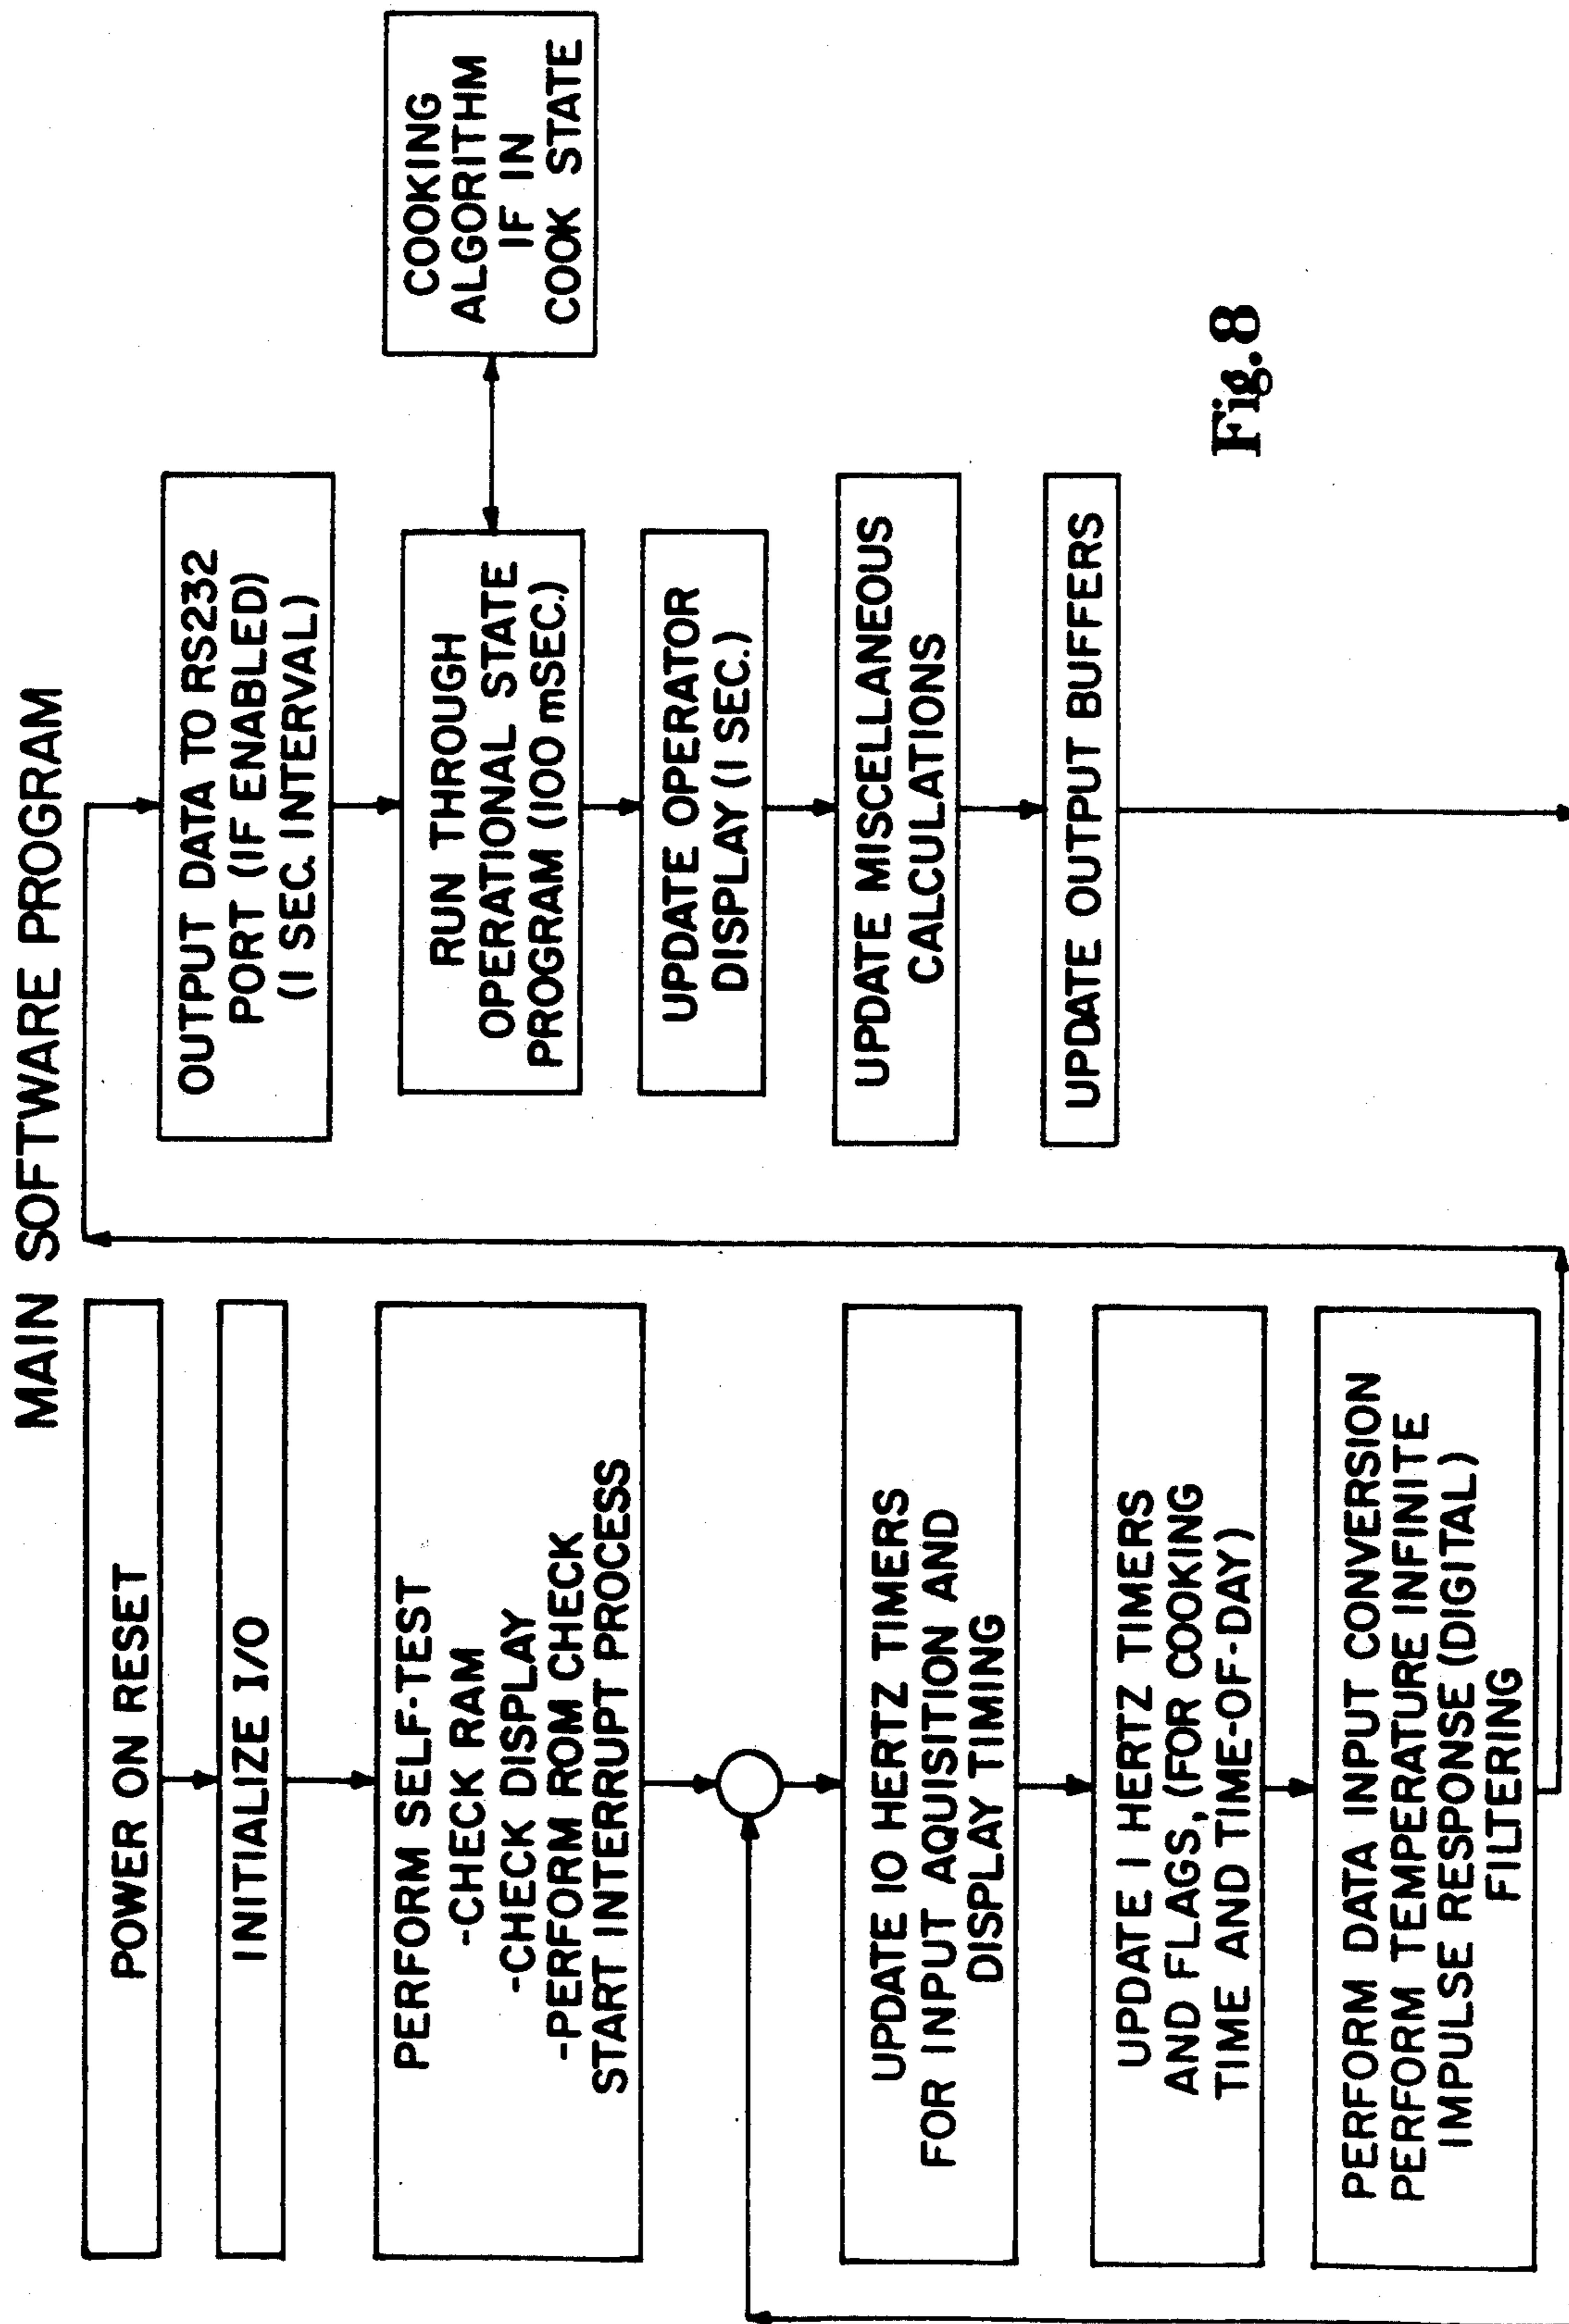 MAIN SOFTWARE PROGRAM
POWER ON RESET
INITIALIZE I/O
PERFORM SELF-TEST
-CHECK RAM
-CHECK DISPLAY
-PERFORM ROM CHECK
START INTERRUPT PROCESS
UPDATE 10 HERTZ TIMERS
FOR INPUT AQUISITION AND
DISPLAY TIMING
UPDATE 1 HERTZ TIMERS
AND FLAGS, (FOR COOKING
TIME AND TIME-OF-DAY)
PERFORM DATA INPUT CONVERSION
PERFORM TEMPERATURE INFINITE
IMPULSE RESPONSE (DIGITAL)
FILTERING
OUTPUT DATA TO RS232
PORT (IF ENABLED)
(1 SEC. INTERVAL)
RUN THROUGH
OPERATIONAL STATE
PROGRAM (100 mSEC.)
COOKING
ALGORITHM
IF IN
COOK STATE
UPDATE OPERATOR
DISPLAY (1 SEC.)
UPDATE MISCELLANEOUS
CALCULATIONS
UPDATE OUTPUT BUFFERS
Fig.8